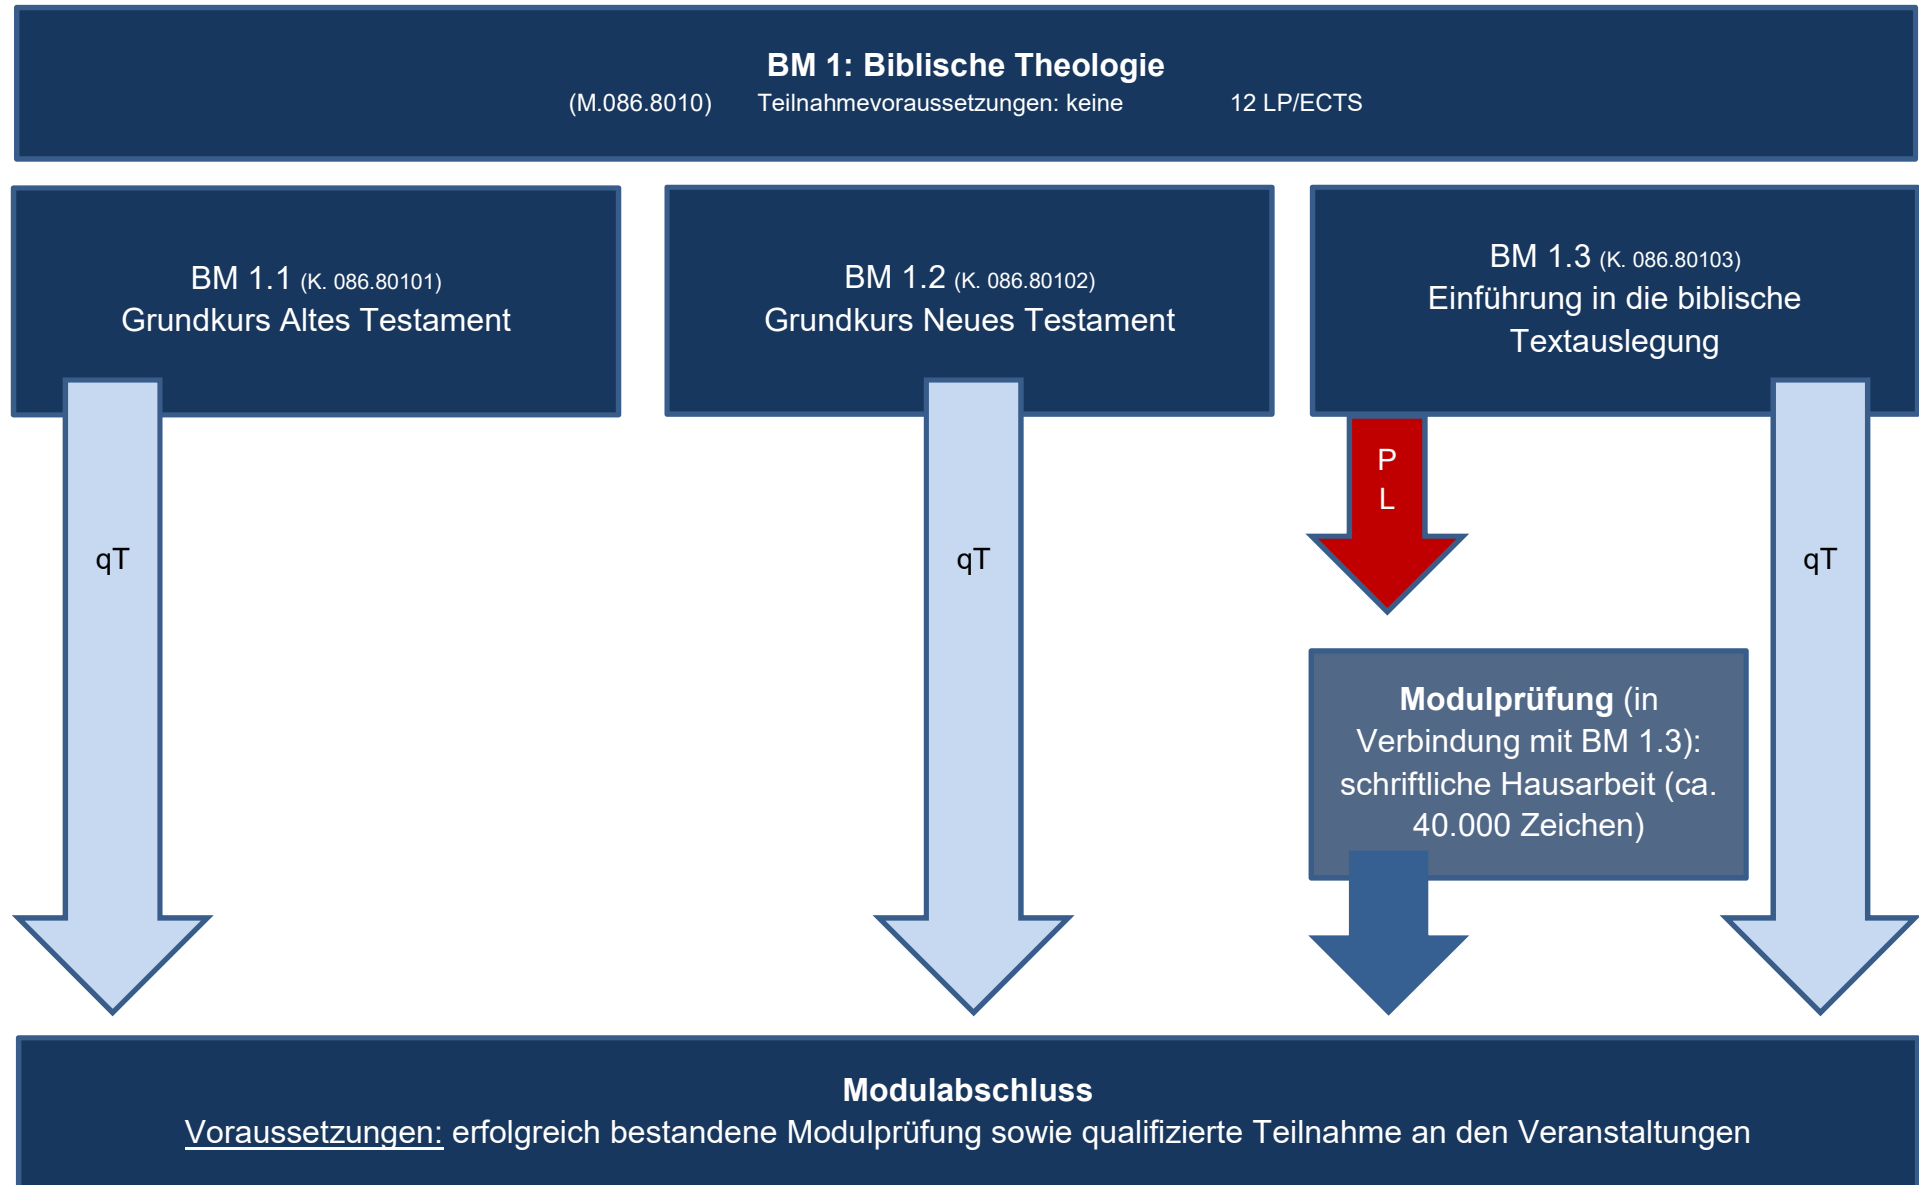 BM 1: Biblische Theologie
(M.086.8010) Teilnahmevoraussetzungen: keine 12 LP/ECTS
BM 1.1 (K. 086.80101)
Grundkurs Altes Testament
BM 1.2 (K. 086.80102)
Grundkurs Neues Testament
BM 1.3 (K. 086.80103)
Einführung in die biblische
Textauslegung
qT
qT
P
L
qT
Modulprüfung (in
Verbindung mit BM 1.3):
schriftliche Hausarbeit (ca.
40.000 Zeichen)
Modulabschluss
Voraussetzungen: erfolgreich bestandene Modulprüfung sowie qualifizierte Teilnahme an den Veranstaltungen